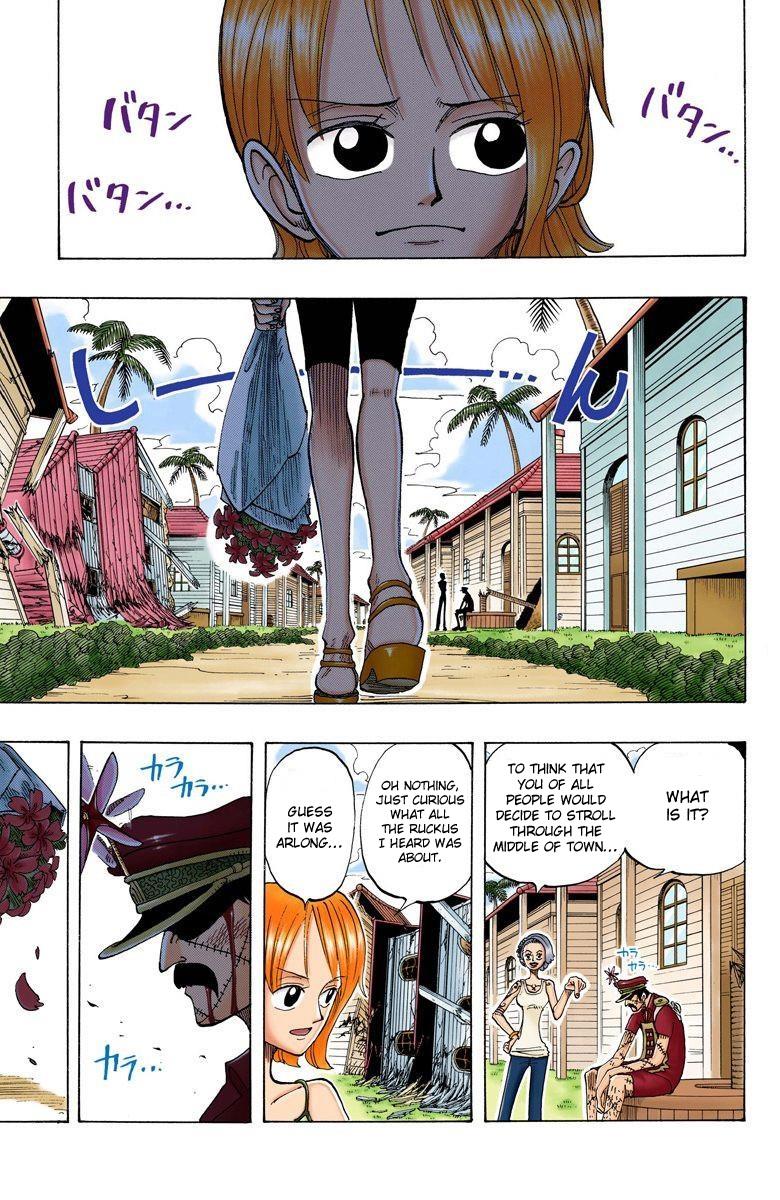 バタン
バタン...
バタン...
しーーん
WHAT
IS IT?
TO THINK THAT
YOU OF ALL
PEOPLE WOULD
DECIDE TO STROLL
THROUGH THE
MIDDLE OF TOWN...
カラ
カラ...
OH NOTHING,
JUST CURIOUS
WHAT ALL
THE RUCKUS
I HEARD WAS
ABOUT.
GUESS
IT WAS
ARLONG...
カラ
カラ...
カラ...